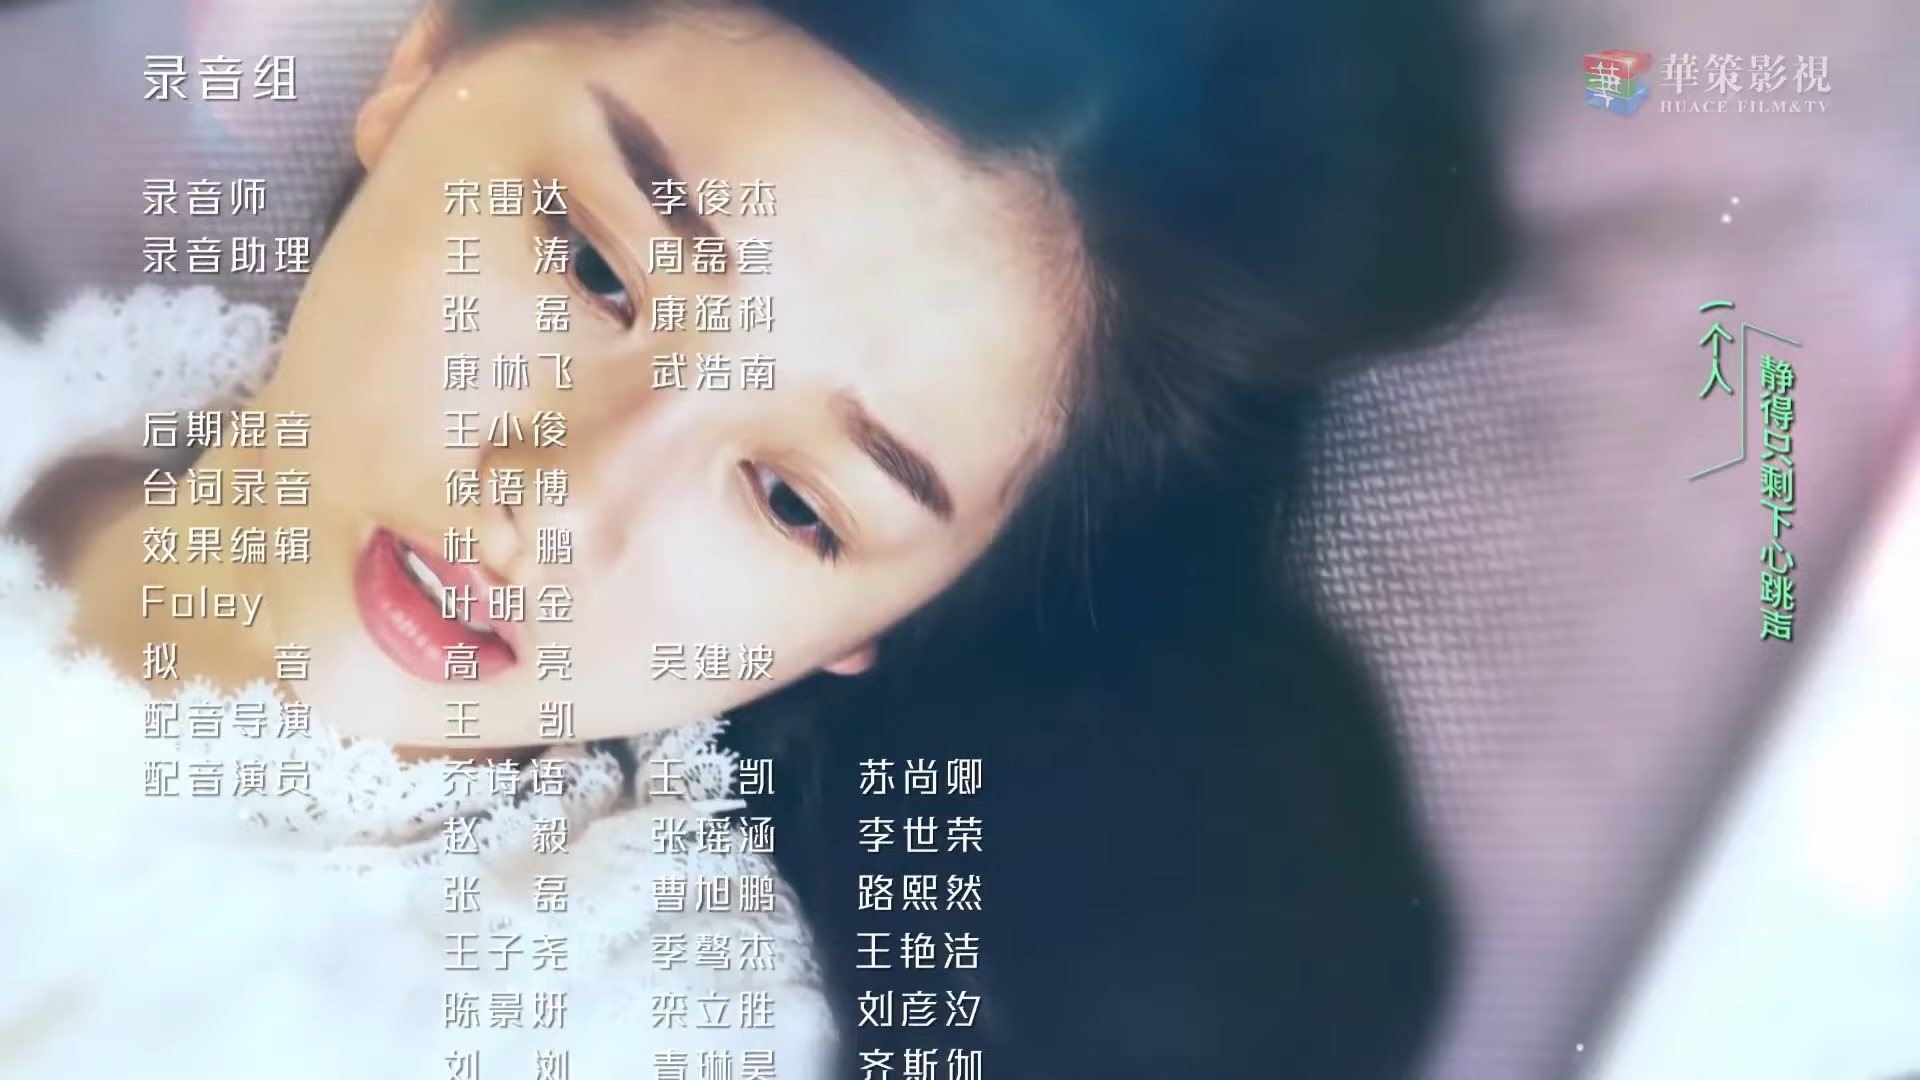 录音组
華策影視
HUACE FILM&TV
录音师 宋雷达 李俊杰
录音助理 王 涛 周磊套
张 磊 康猛科
康林飞 武浩南
后期混音 王小俊
台词录音 候语博
效果编辑 杜 鹏
Foley 叶明金
拟 音 高 亮 吴建波
配音导演 王 凯
配音演员 乔诗语 王 凯 苏尚卿
赵 毅 张瑶涵 李世荣
张 磊 曹旭鹏 路熙然
王子尧 季骜杰 王艳洁
陈景妍 栾立胜 刘彦汐
刘 浏 青琳昊 齐斯伽
一个人
静得只剩下心跳声